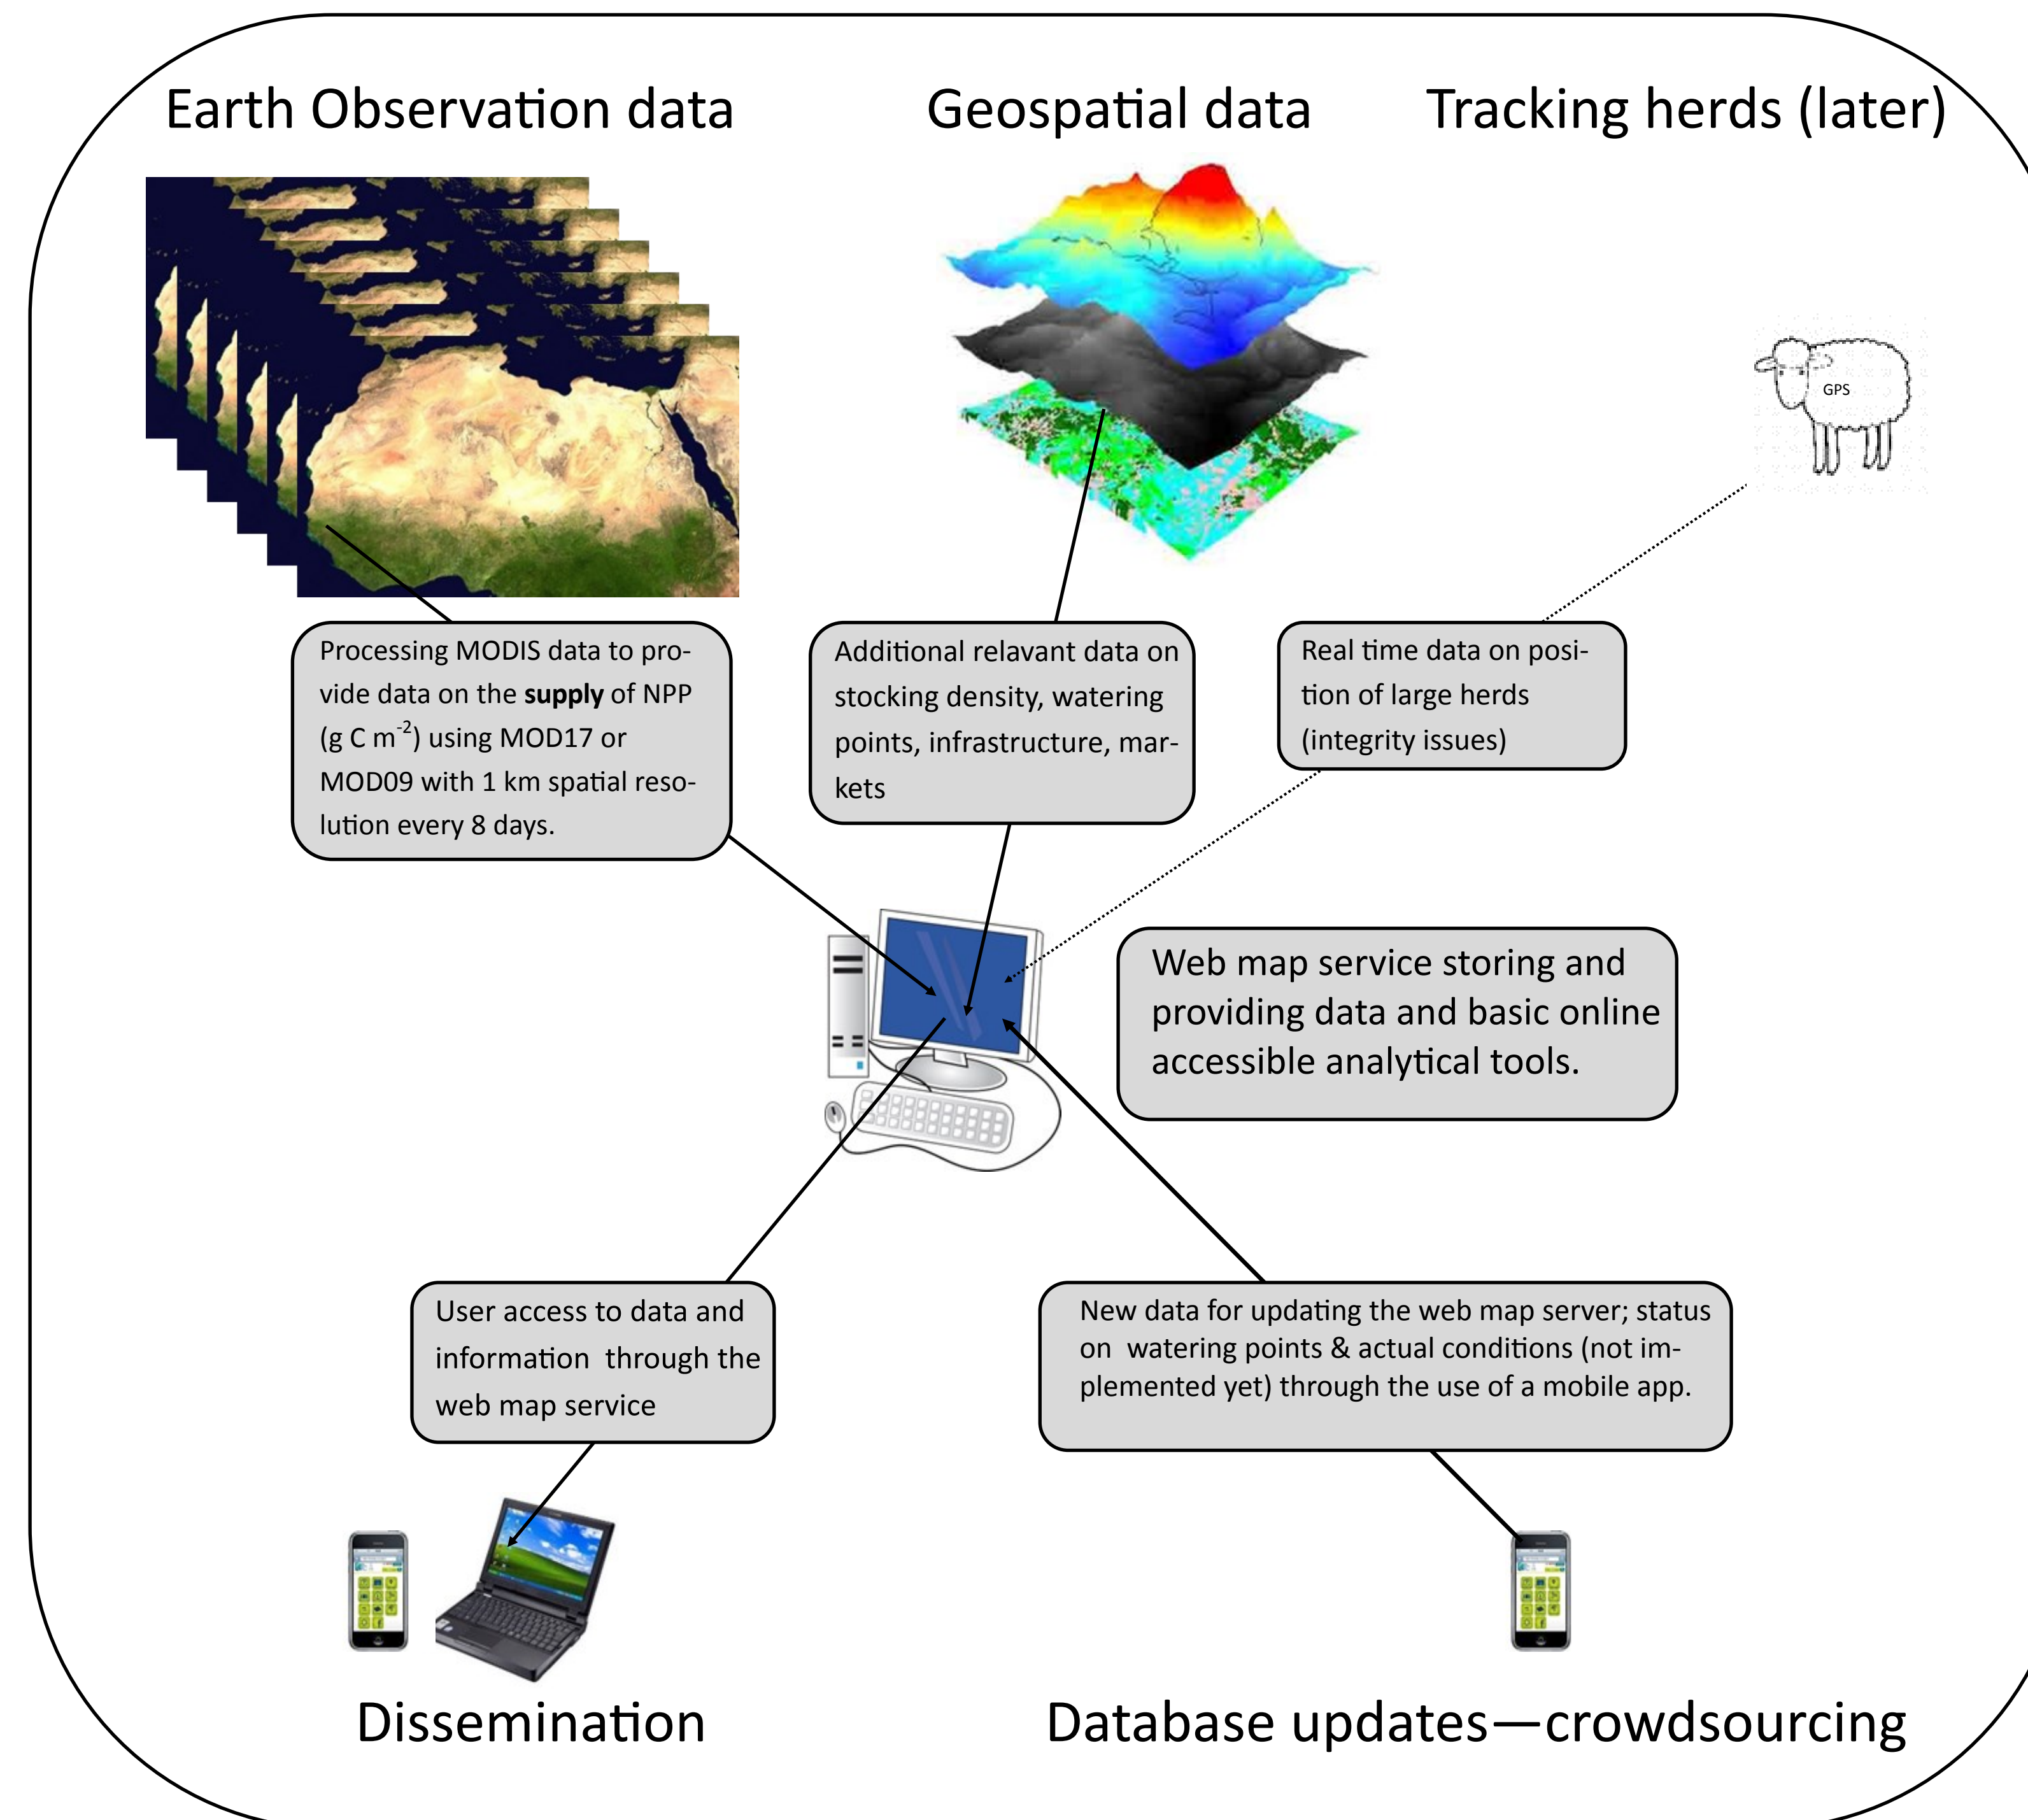 Earth Observation data
Geospatial data
Tracking herds (later)
GPS
Processing MODIS data to pro-
vide data on the supply of NPP
(g C m⁻²) using MOD17 or
MOD09 with 1 km spatial reso-
lution every 8 days.
Additional relavant data on
stocking density, watering
points, infrastructure, mar-
kets
Real time data on posi-
tion of large herds
(integrity issues)
Web map service storing and
providing data and basic online
accessible analytical tools.
User access to data and
information through the
web map service
New data for updating the web map server; status
on watering points & actual conditions (not im-
plemented yet) through the use of a mobile app.
Dissemination
Database updates—crowdsourcing